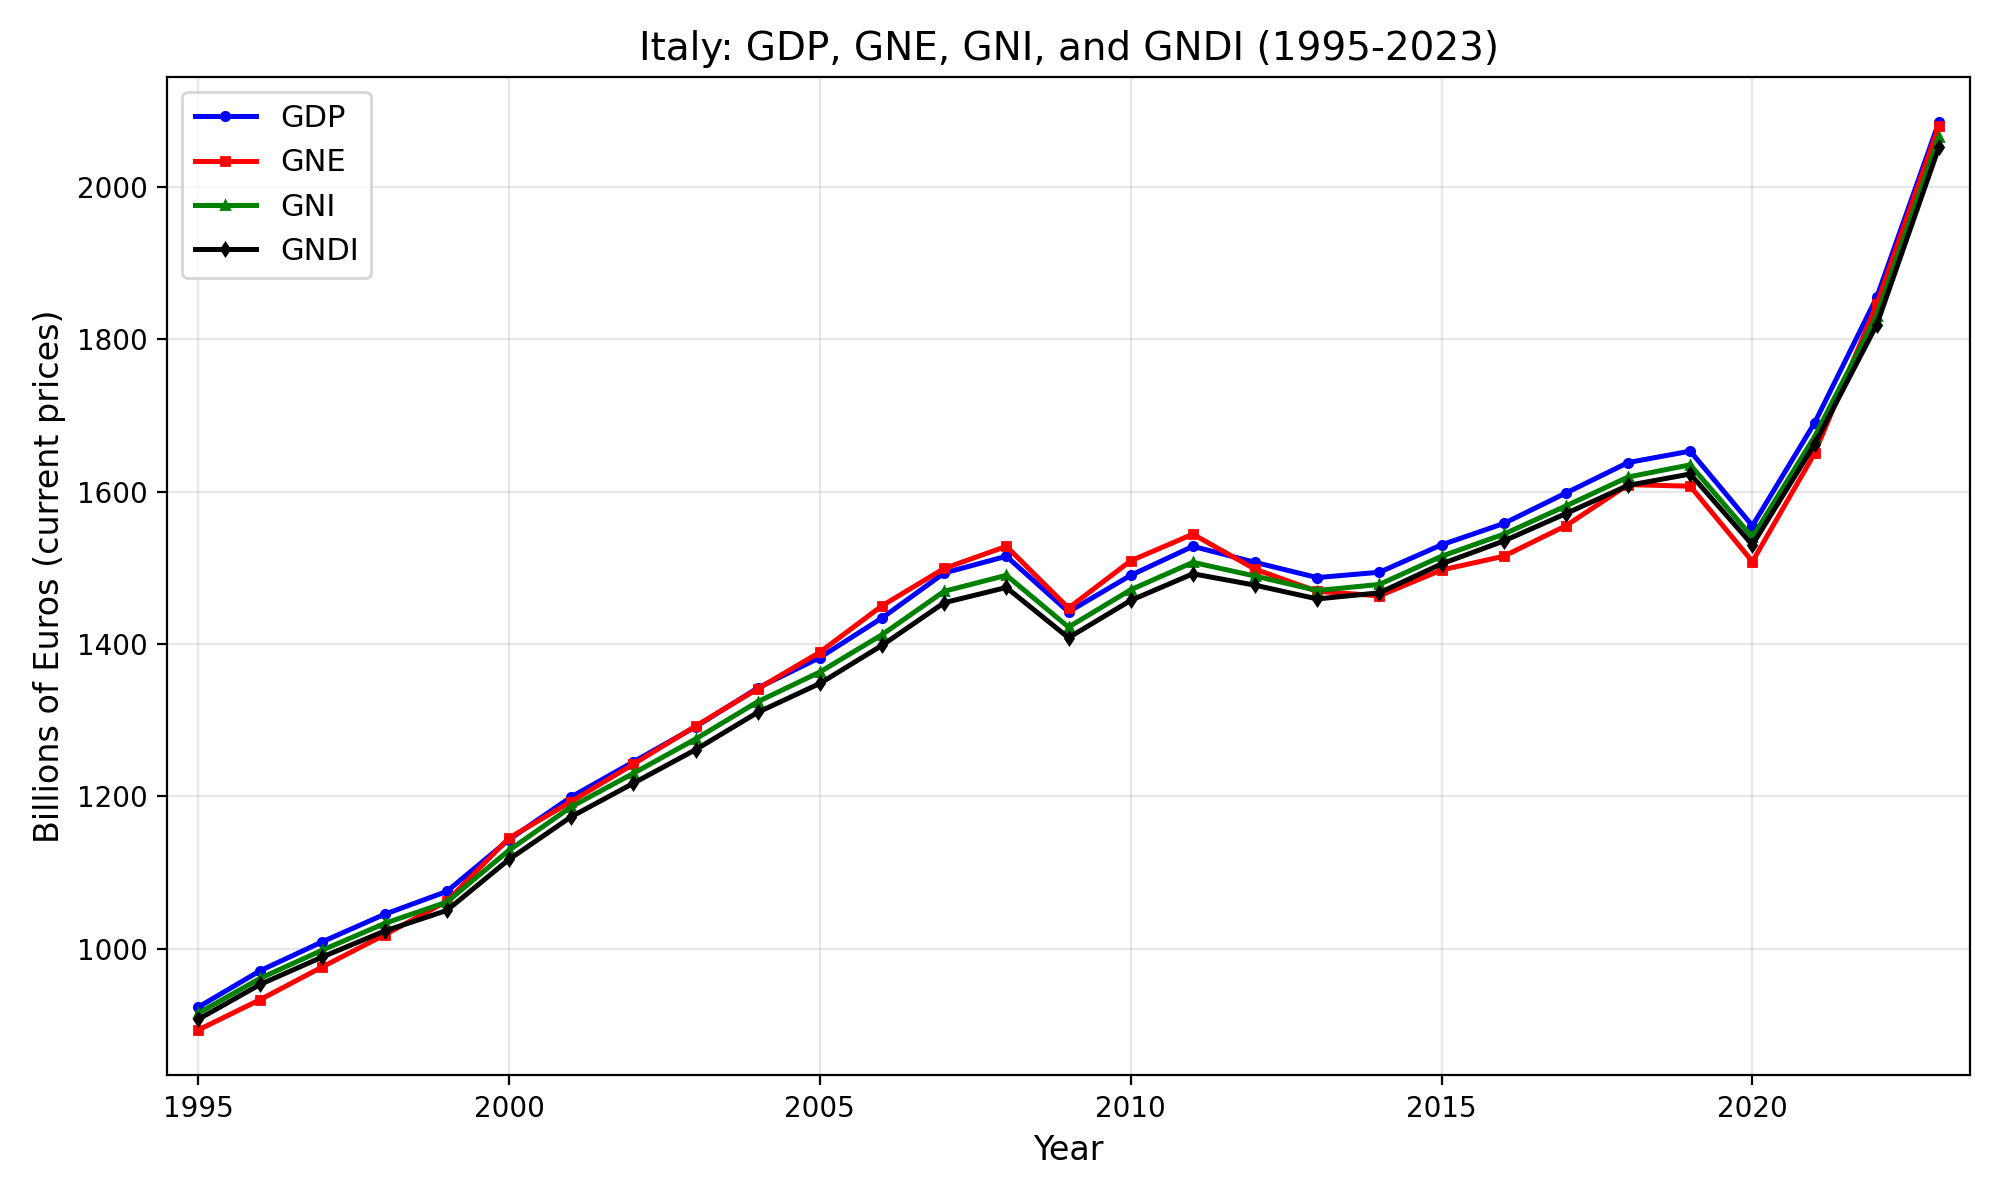 Italy: GDP, GNE, GNI, and GNDI (1995-2023)
GDP
GNE
GNI
GNDI
Billions of Euros (current prices)
2000
1800
1600
1400
1200
1000
1995 2000 2005 2010 2015 2020
Year